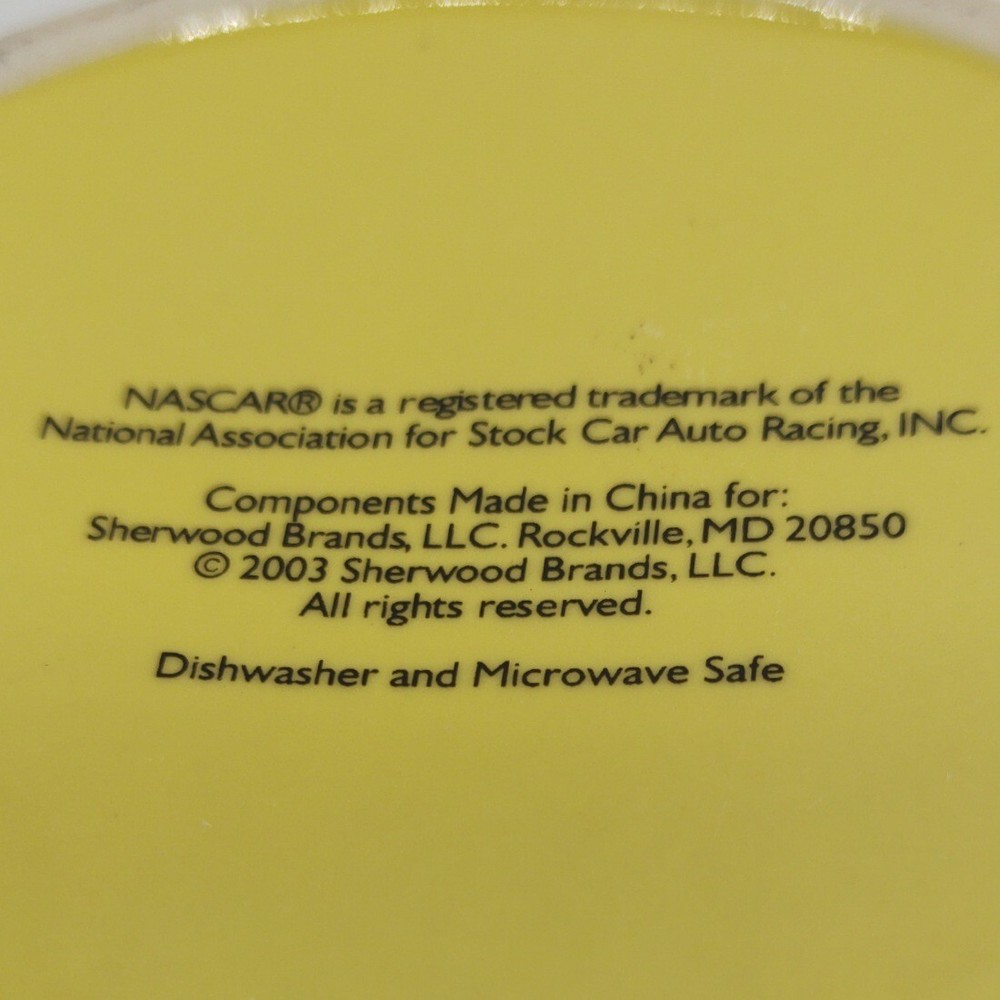 NASCAR® is a registered trademark of the
National Association for Stock Car Auto Racing, INC.
Components Made in China for:
Sherwood Brands, LLC. Rockville, MD 20850
© 2003 Sherwood Brands, LLC.
All rights reserved.
Dishwasher and Microwave Safe